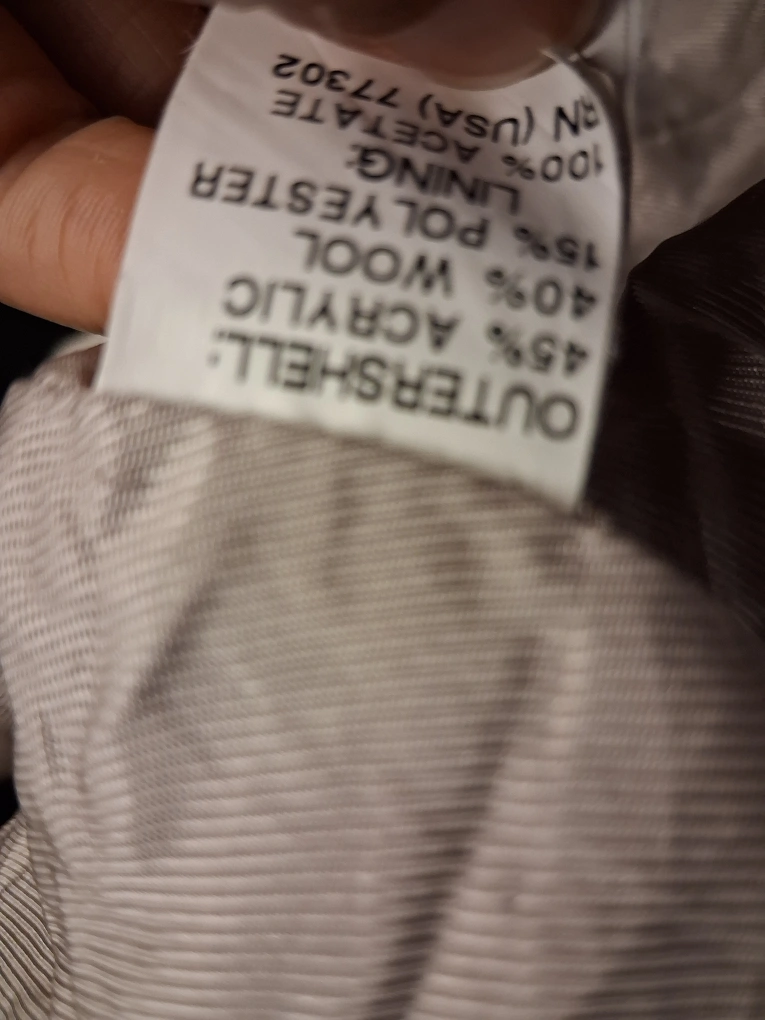 OUTERSHELL:
45% ACRYLIC
40% WOOL
15% POLYESTER
LINING:
100% ACETATE
RN (USA) 77302